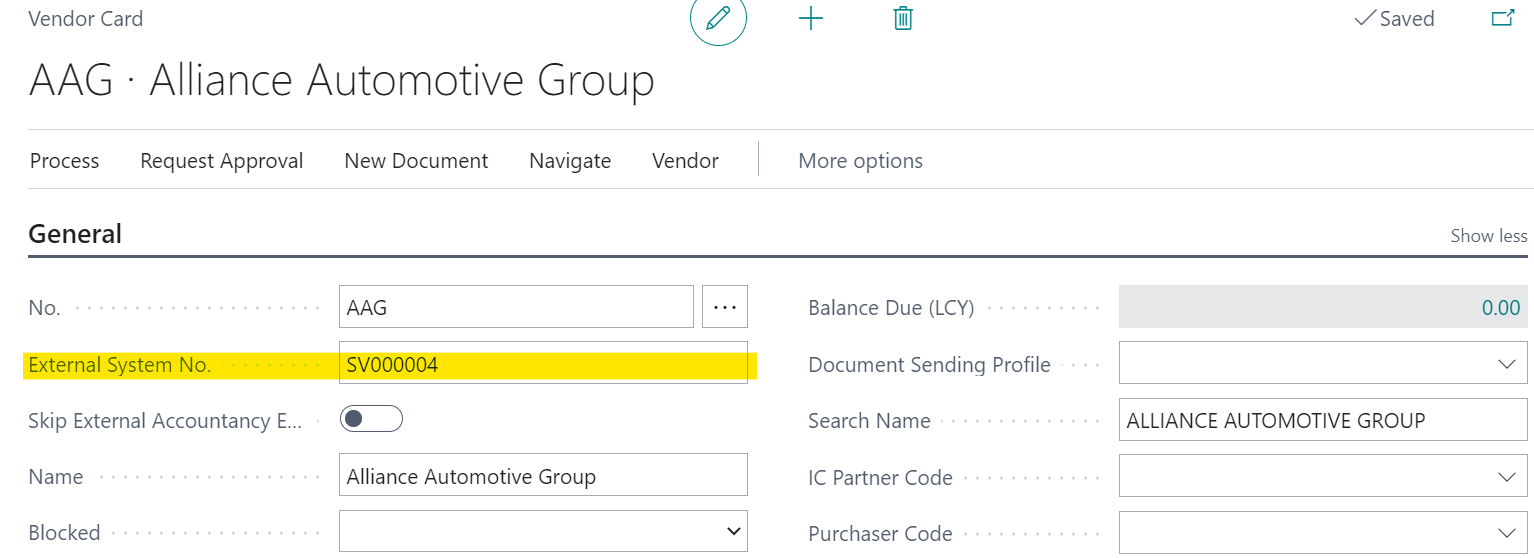 Vendor Card
Saved
AAG · Alliance Automotive Group
Process Request Approval New Document Navigate Vendor More options
General
Show less
No. AAG ...
External System No. SV000004
Skip External Accountancy E...
Name Alliance Automotive Group
Blocked
Balance Due (LCY) 0.00
Document Sending Profile
Search Name ALLIANCE AUTOMOTIVE GROUP
IC Partner Code
Purchaser Code